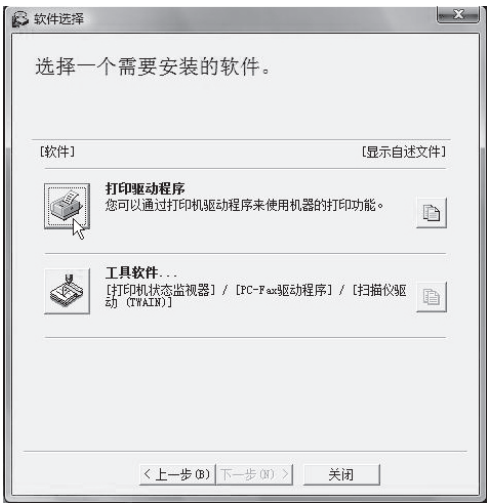 软件选择
选择一个需要安装的软件。
[软件] [显示自述文件]
打印驱动程序
您可以通过打印机驱动程序来使用机器的打印功能。
工具软件...
[打印机状态监视器] / [PC-Fax驱动程序] / [扫描仪驱
动 (TWAIN)]
<上一步(B) 下一步(N) > 关闭